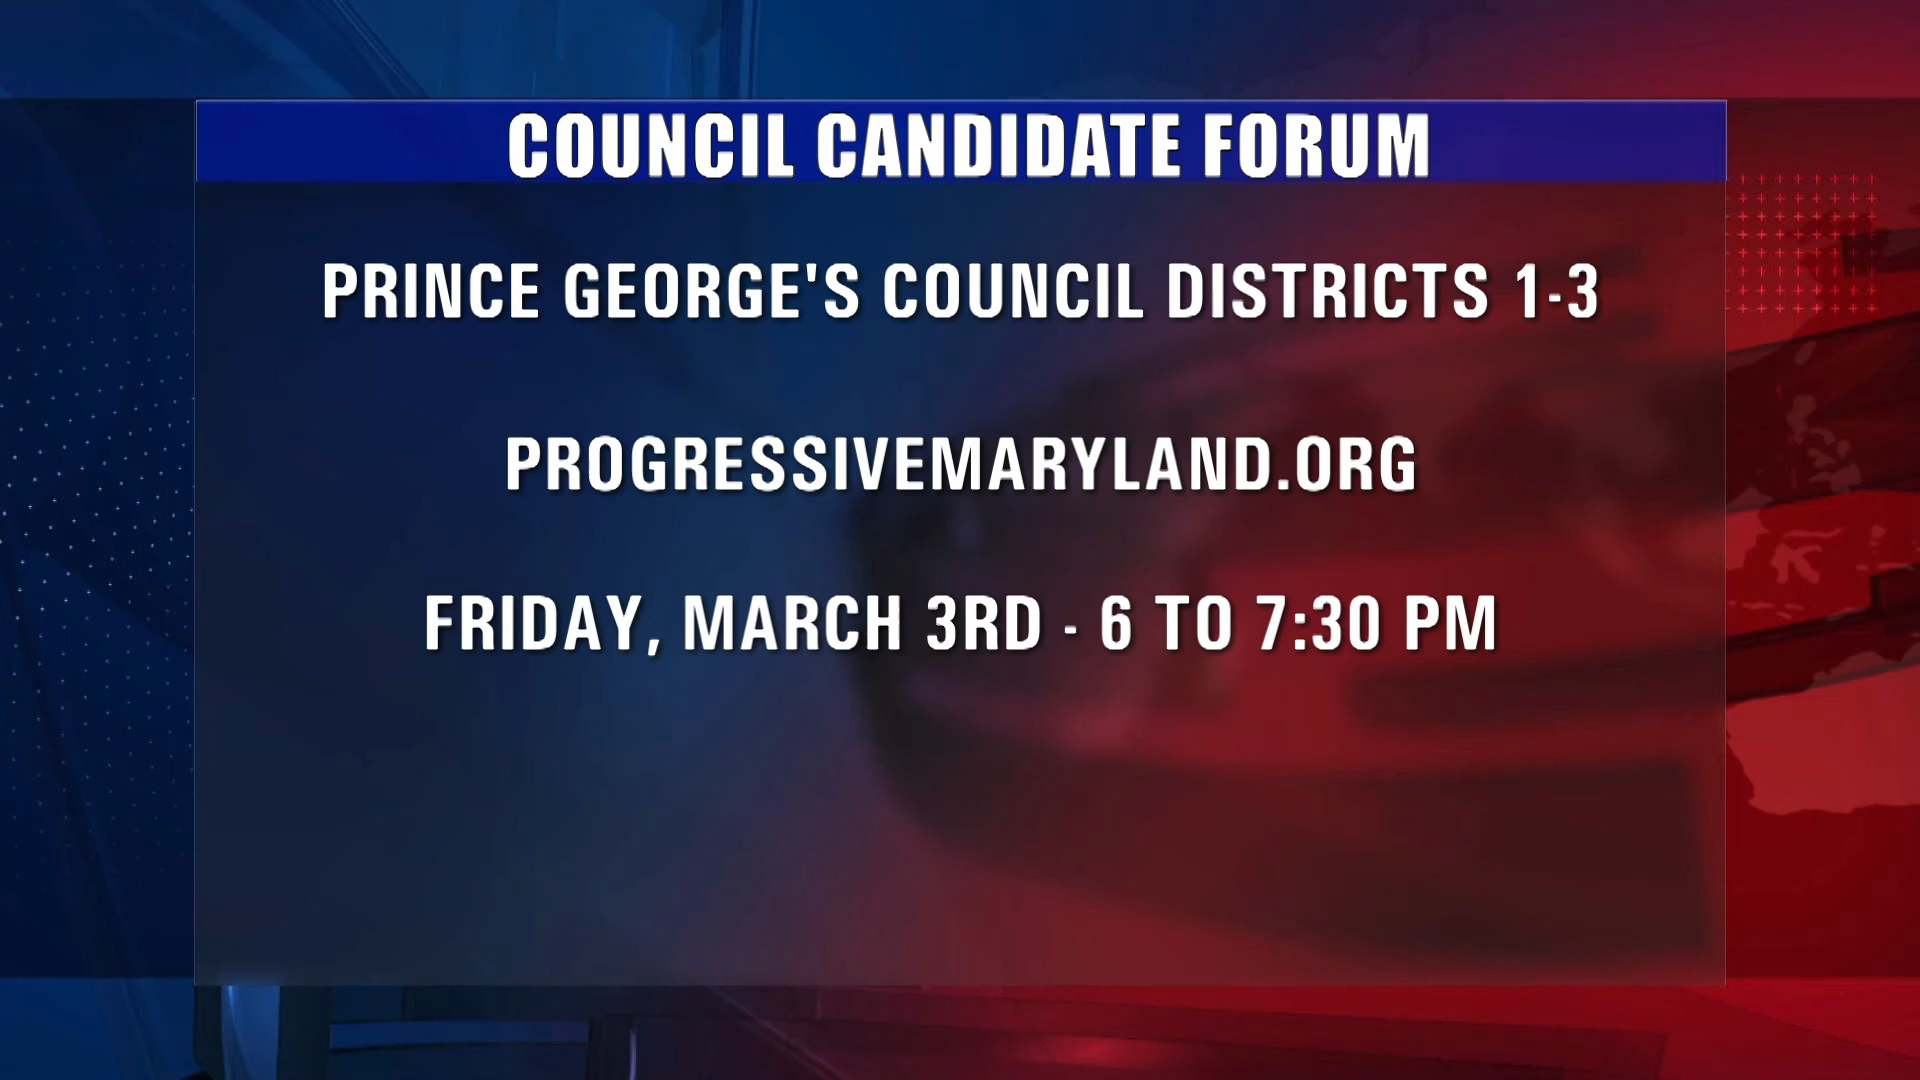 COUNCIL CANDIDATE FORUM
PRINCE GEORGE'S COUNCIL DISTRICTS 1-3
PROGRESSIVEMARYLAND.ORG
FRIDAY, MARCH 3RD - 6 TO 7:30 PM